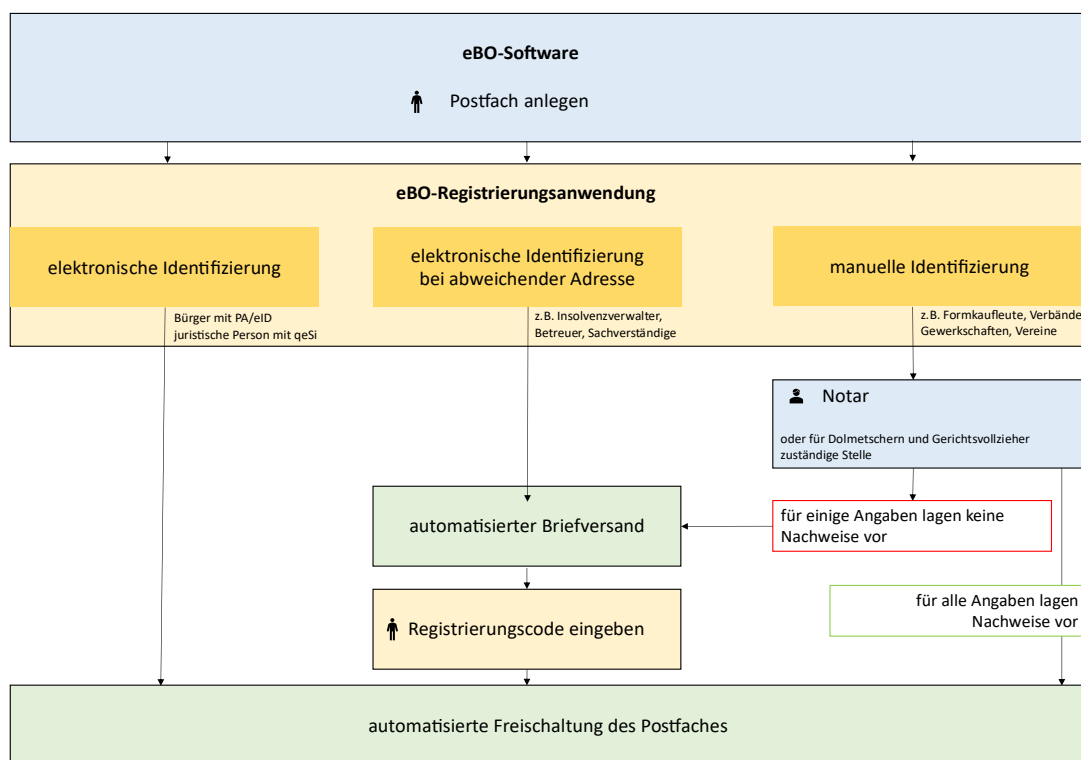 eBO-Software
Postfach anlegen
eBO-Registrierungsanwendung
elektronische Identifizierung
Bürger mit PA/eID
juristische Person mit qeSi
elektronische Identifizierung
bei abweichender Adresse
z.B. Insolvenzverwalter,
Betreuer, Sachverständige
manuelle Identifizierung
z.B. Formkaufleute, Verbände
Gewerkschaften, Vereine
Notar
oder für Dolmetschern und Gerichtsvollzieher
zuständige Stelle
automatisierter Briefversand
für einige Angaben lagen keine
Nachweise vor
für alle Angaben lagen
Nachweise vor
Registrierungscode eingeben
automatisierte Freischaltung des Postfaches